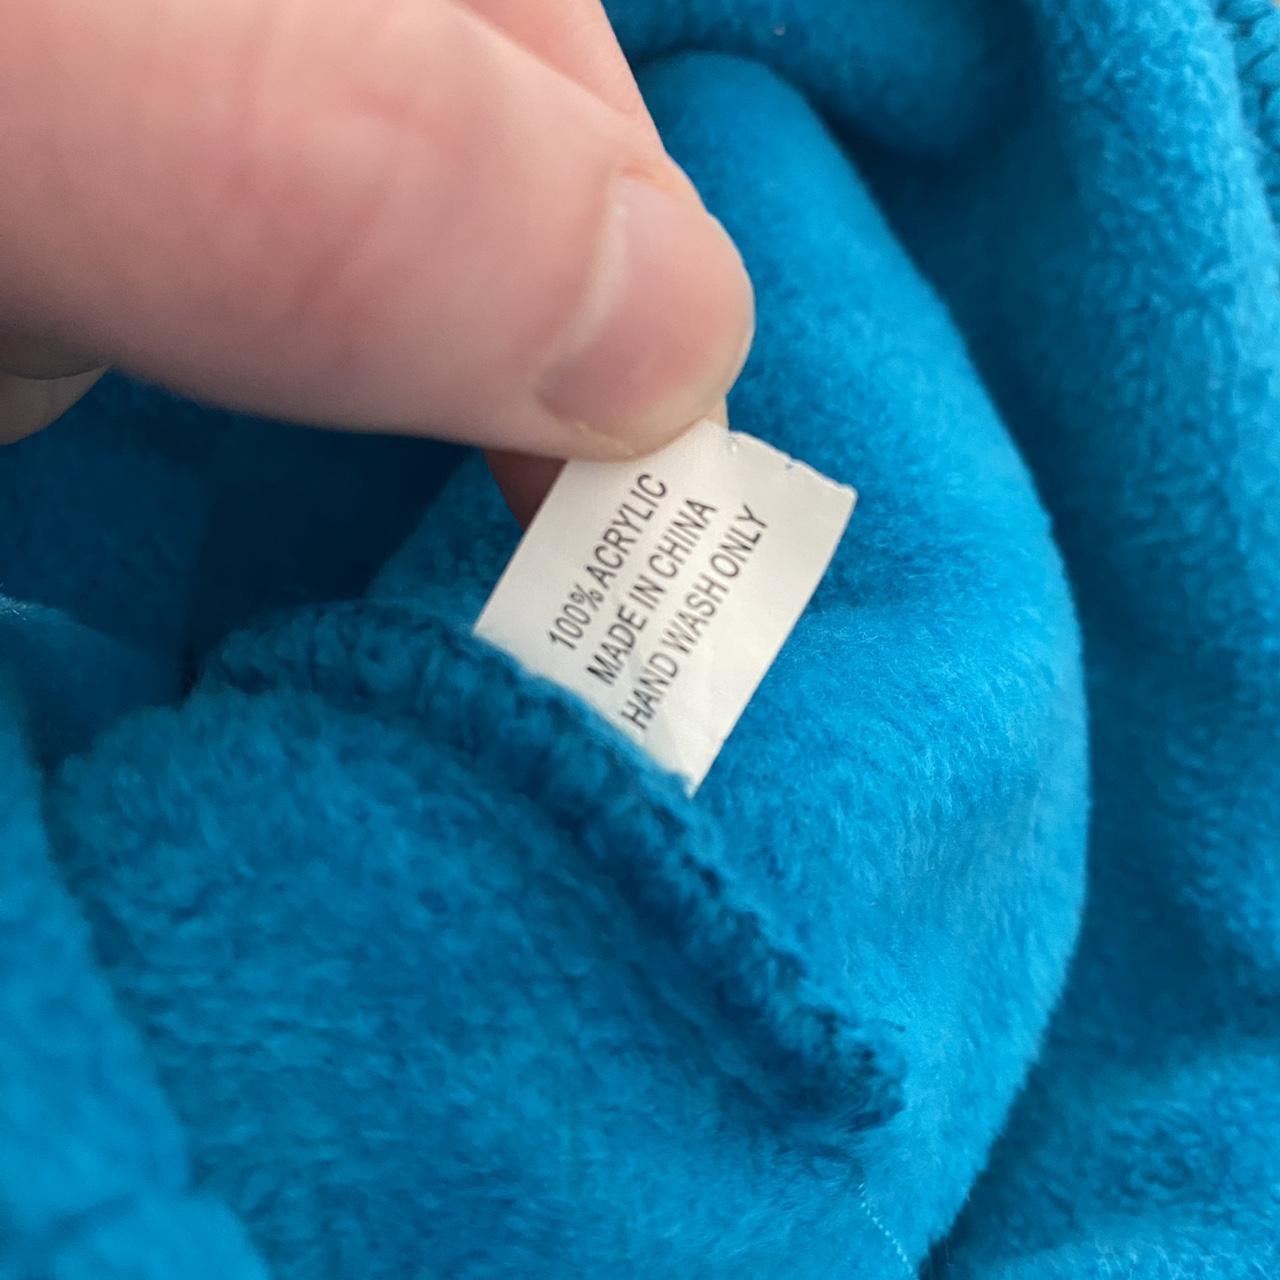 100% ACRYLIC
MADE IN CHINA
HAND WASH ONLY